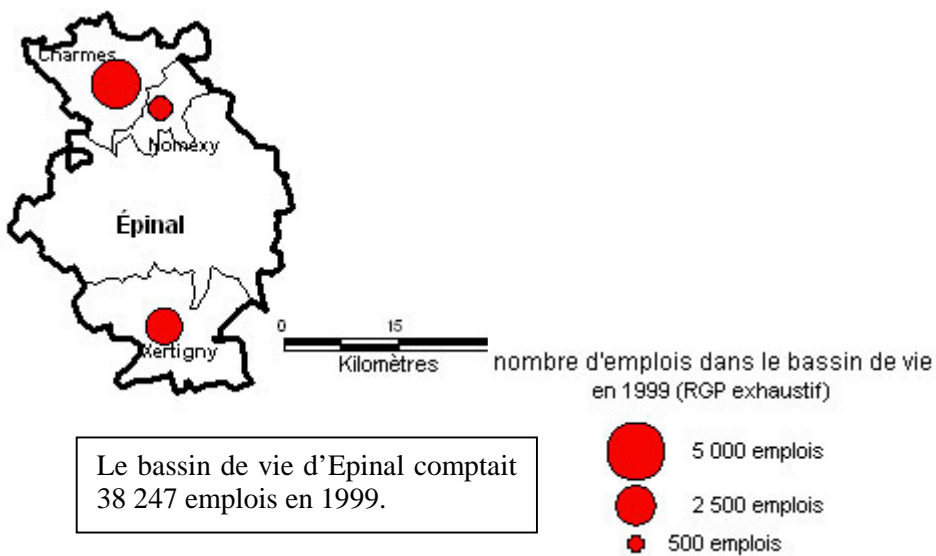 Charmes
Nomexy
Épinal
Xertigny
0 15
Kilomètres
nombre d'emplois dans le bassin de vie
en 1999 (RGP exhaustif)
5 000 emplois
2 500 emplois
500 emplois
Le bassin de vie d'Epinal comptait
38 247 emplois en 1999.